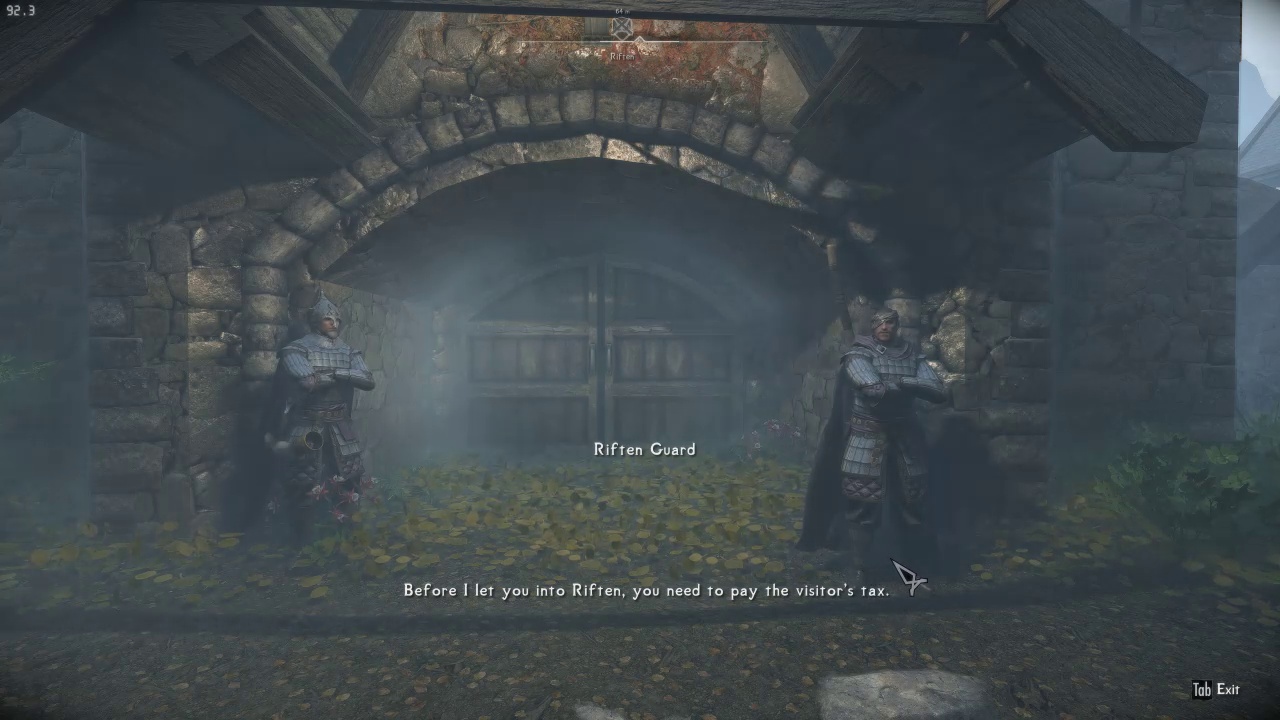 92.3
64 m
Riften
Riften Guard
Before I let you into Riften, you need to pay the visitor's tax.
Tab Exit